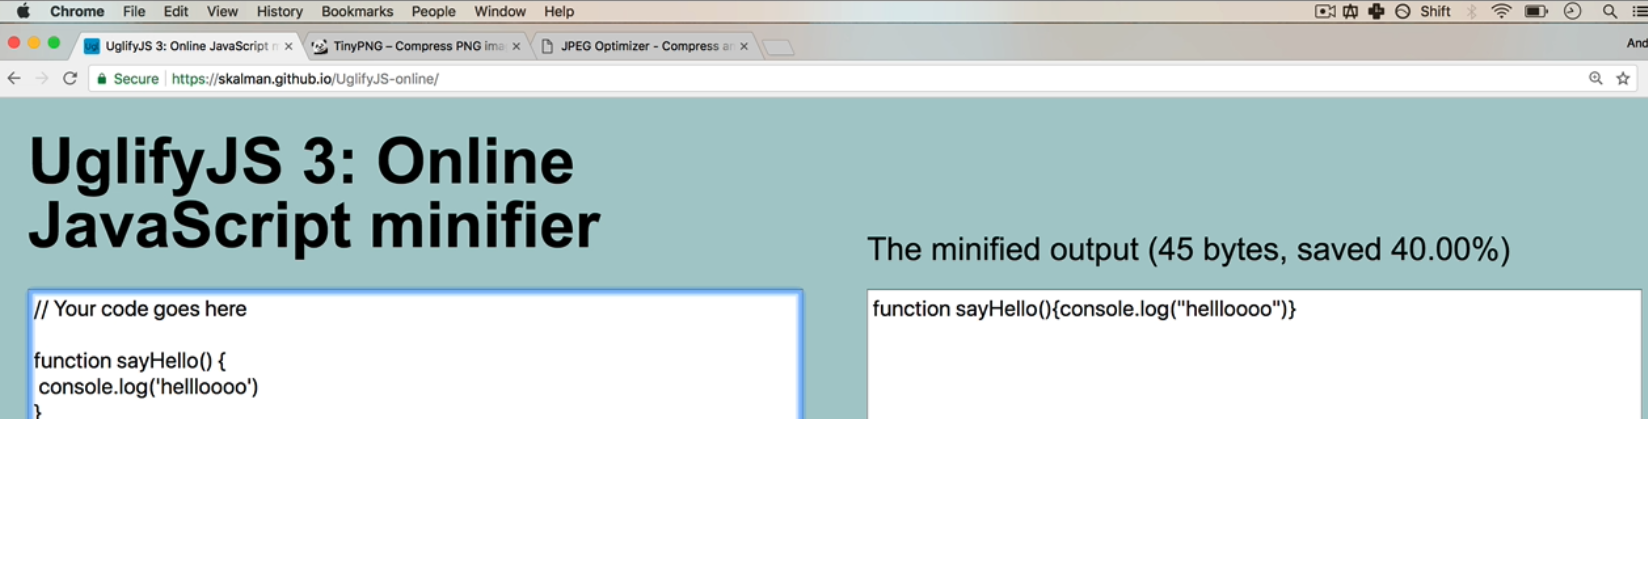 Chrome File Edit View History Bookmarks People Window Help Shift
UglifyJS 3: Online JavaScript TinyPNG – Compress PNG ima JPEG Optimizer - Compress an And
Secure https://skalman.github.io/UglifyJS-online/
UglifyJS 3: Online
JavaScript minifier
The minified output (45 bytes, saved 40.00%)
// Your code goes here
function sayHello(){console.log("hellloooo")}
function sayHello() {
console.log('hellloooo')
}